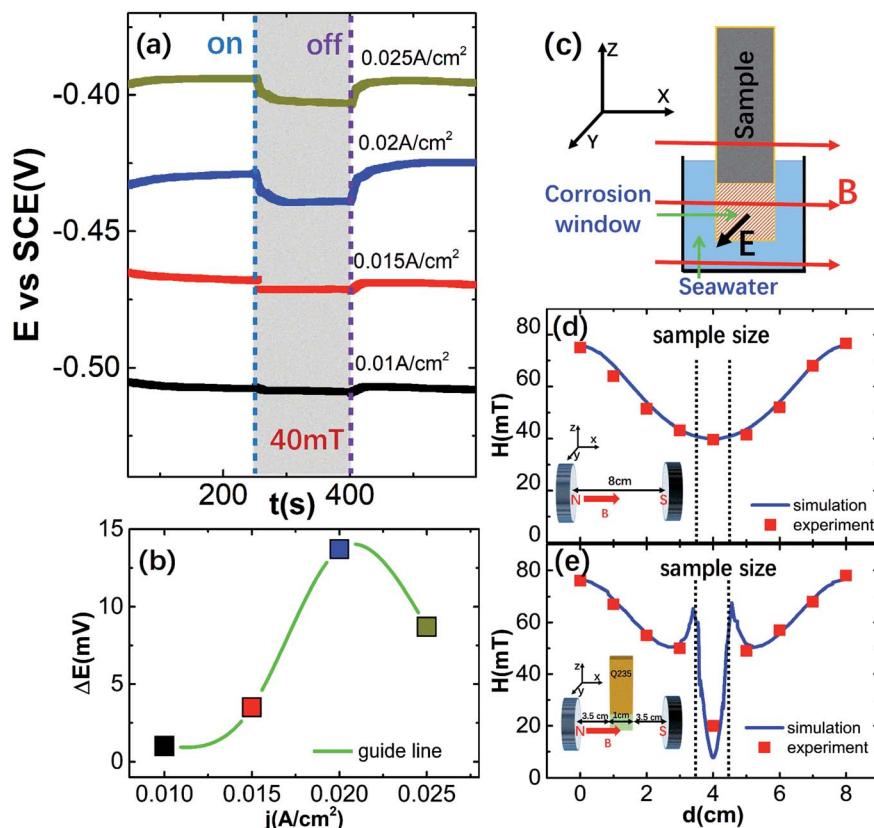 (a)
on
off
0.025A/cm²
0.02A/cm²
0.015A/cm²
0.01A/cm²
40mT
-0.40
-0.45
-0.50
E vs SCE(V)
200
400
t(s)
(b)
15
10
5
0
ΔE(mV)
guide line
0.010
0.015
0.020
0.025
j(A/cm²)
(c)
Z
X
Y
Sample
B
Corrosion
window
E
Seawater
(d)
sample size
80
60
40
20
0
H(mT)
z
x
y
8cm
N
S
B
simulation
experiment
(e)
sample size
80
60
40
20
0
H(mT)
Q235
z
x
y
3.5 cm
1cm
3.5 cm
N
S
B
simulation
experiment
0
2
4
6
8
d(cm)